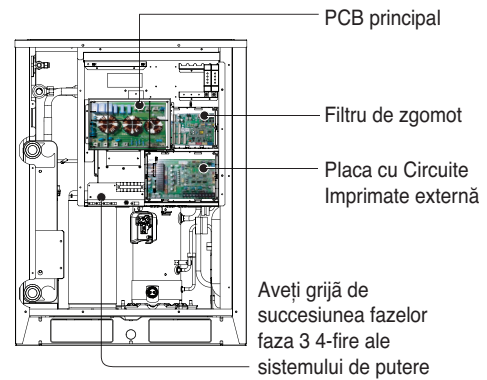 PCB principal
Filtru de zgomot
Placa cu Circuite
Imprimate externă
Aveți grijă de
succesiunea fazelor
faza 3 4-fire ale
sistemului de putere